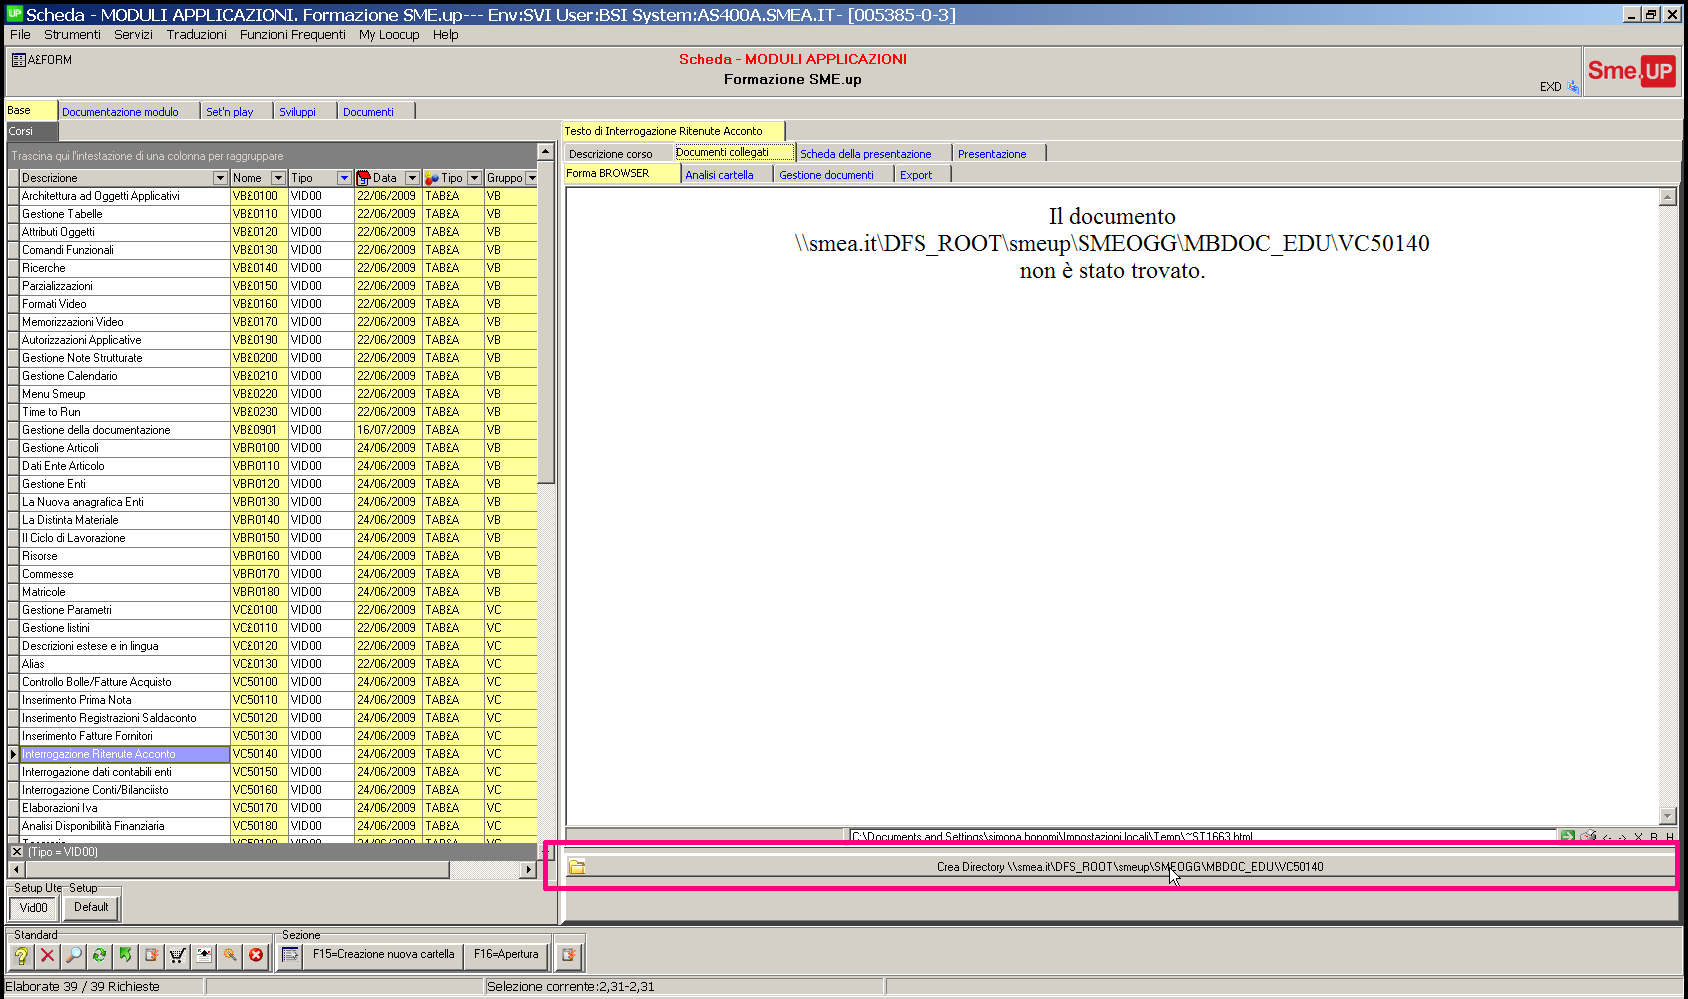 UP Scheda - MODULI APPLICAZIONI. Formazione SME.up--- Env:SVI User:BSI System:AS400A.SMEA.IT- [005385-0-3]
File Strumenti Servizi Traduzioni Funzioni Frequenti My Loocup Help
A£FORM
Scheda - MODULI APPLICAZIONI
Formazione SME.up
EXD
Sme.UP
Base Documentazione modulo Set'n play Sviluppi Documenti
Corsi
Trascina qui l'intestazione di una colonna per raggruppare
Descrizione Nome Tipo Data Tipo Gruppo
Architettura ad Oggetti Applicativi VB£0100 VID00 22/06/2009 TAB£A VB
Gestione Tabelle VB£0110 VID00 22/06/2009 TAB£A VB
Attributi Oggetti VB£0120 VID00 22/06/2009 TAB£A VB
Comandi Funzionali VB£0130 VID00 22/06/2009 TAB£A VB
Ricerche VB£0140 VID00 22/06/2009 TAB£A VB
Parzializzazioni VB£0150 VID00 22/06/2009 TAB£A VB
Formati Video VB£0160 VID00 22/06/2009 TAB£A VB
Memorizzazioni Video VB£0170 VID00 22/06/2009 TAB£A VB
Autorizzazioni Applicative VB£0190 VID00 22/06/2009 TAB£A VB
Gestione Note Strutturate VB£0200 VID00 22/06/2009 TAB£A VB
Gestione Calendario VB£0210 VID00 22/06/2009 TAB£A VB
Menu Smeup VB£0220 VID00 22/06/2009 TAB£A VB
Time to Run VB£0230 VID00 22/06/2009 TAB£A VB
Gestione della documentazione VB£0901 VID00 16/07/2009 TAB£A VB
Gestione Articoli VBR0100 VID00 24/06/2009 TAB£A VB
Dati Ente Articolo VBR0110 VID00 24/06/2009 TAB£A VB
Gestione Enti VBR0120 VID00 24/06/2009 TAB£A VB
La Nuova anagrafica Enti VBR0130 VID00 24/06/2009 TAB£A VB
La Distinta Materiale VBR0140 VID00 24/06/2009 TAB£A VB
Il Ciclo di Lavorazione VBR0150 VID00 24/06/2009 TAB£A VB
Risorse VBR0160 VID00 24/06/2009 TAB£A VB
Commesse VBR0170 VID00 24/06/2009 TAB£A VB
Matricole VBR0180 VID00 24/06/2009 TAB£A VB
Gestione Parametri VC£0100 VID00 22/06/2009 TAB£A VC
Gestione listini VC£0110 VID00 22/06/2009 TAB£A VC
Descrizioni estese e in lingua VC£0120 VID00 22/06/2009 TAB£A VC
Alias VC£0130 VID00 22/06/2009 TAB£A VC
Controllo Bolle/Fatture Acquisto VC50100 VID00 24/06/2009 TAB£A VC
Inserimento Prima Nota VC50110 VID00 24/06/2009 TAB£A VC
Inserimento Registrazioni Saldaconto VC50120 VID00 24/06/2009 TAB£A VC
Inserimento Fatture Fornitori VC50130 VID00 24/06/2009 TAB£A VC
Interrogazione Ritenute Acconto VC50140 VID00 24/06/2009 TAB£A VC
Interrogazione dati contabili enti VC50150 VID00 24/06/2009 TAB£A VC
Interrogazione Conti/Bilanciisto VC50160 VID00 24/06/2009 TAB£A VC
Elaborazioni Iva VC50170 VID00 24/06/2009 TAB£A VC
Analisi Disponibilità Finanziaria VC50180 VID00 24/06/2009 TAB£A VC
(Tipo = VID00)
Setup Ute Setup
Vid00 Default
Testo di Interrogazione Ritenute Acconto
Descrizione corso Documenti collegati Scheda della presentazione Presentazione
Forma BROWSER Analisi cartella Gestione documenti Export
Il documento
\\smea.it\DFS_ROOT\smeup\SMEOGG\MBDOC_EDU\VC50140
non è stato trovato.
C:\Documents and Settings\simona.bonomi\Impostazioni locali\Temp\~ST1663.html <- -> X R H
Crea Directory \\smea.it\DFS_ROOT\smeup\SMEOGG\MBDOC_EDU\VC50140
Standard Sezione
F15=Creazione nuova cartella F16=Apertura
Elaborate 39 / 39 Richieste Selezione corrente:2,31-2,31